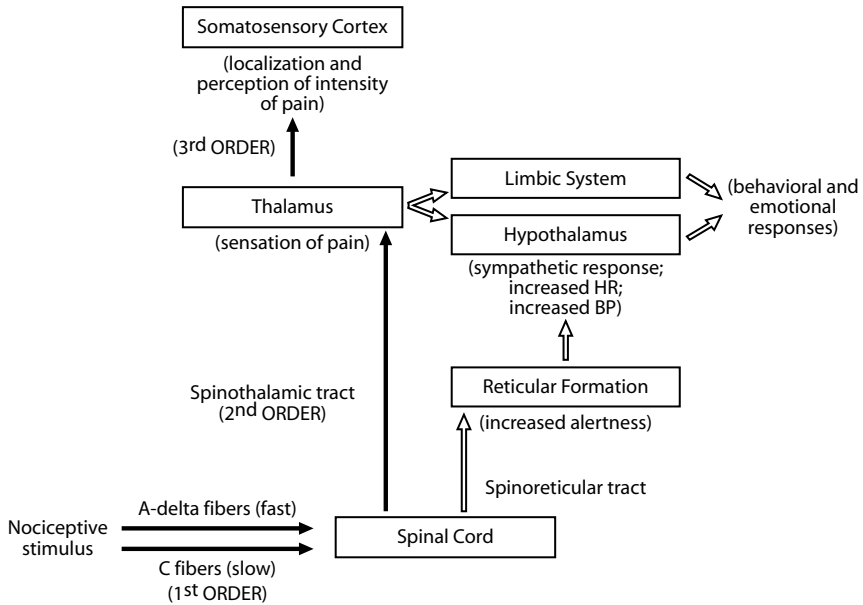 Somatosensory Cortex
(localization and
perception of intensity
of pain)
(3rd ORDER)
Thalamus
(sensation of pain)
Limbic System
Hypothalamus
(behavioral and
emotional
responses)
(sympathetic response;
increased HR;
increased BP)
Reticular Formation
(increased alertness)
Spinothalamic tract
(2nd ORDER)
Spinoreticular tract
A-delta fibers (fast)
Nociceptive
stimulus
Spinal Cord
C fibers (slow)
(1st ORDER)